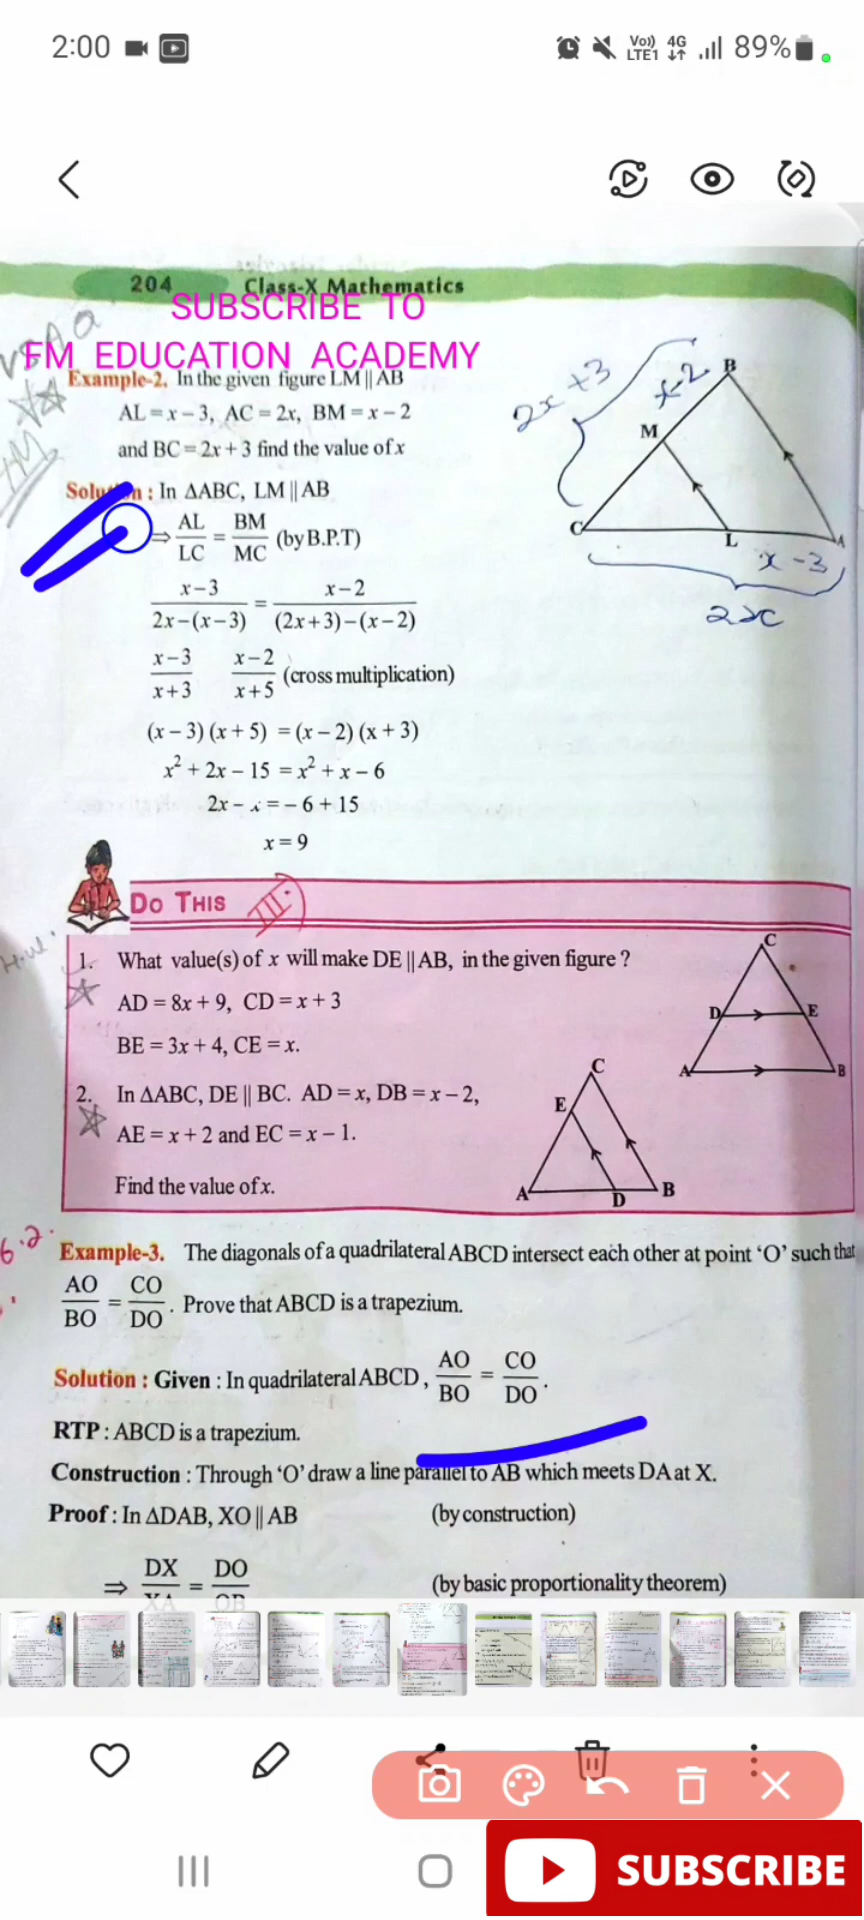 2:00
Vo)) LTE1 4G 89%
204 Class-X Mathematics
SUBSCRIBE TO
FM EDUCATION ACADEMY
Example-2. In the given figure LM || AB
AL = x – 3, AC = 2x, BM = x – 2
and BC = 2x + 3 find the value of x
2x +3
x-2
B
M
C
L
A
x -3
2x
Solution : In ΔABC, LM || AB
⇒ AL/LC = BM/MC (by B.P.T)
x–3/2x–(x–3) = x–2/(2x+3)–(x–2)
x–3/x+3 x–2/x+5 (cross multiplication)
(x – 3) (x + 5) = (x – 2) (x + 3)
x² + 2x – 15 = x² + x – 6
2x – x = – 6 + 15
x = 9
DO THIS III.
H.W.
1. What value(s) of x will make DE || AB, in the given figure ?
AD = 8x + 9, CD = x + 3
BE = 3x + 4, CE = x.
C
D
E
A
B
2. In ΔABC, DE || BC. AD = x, DB = x – 2,
AE = x + 2 and EC = x – 1.
Find the value of x.
C
E
A
D
B
6.2.
Example-3. The diagonals of a quadrilateral ABCD intersect each other at point ‘O’ such that
AO/BO = CO/DO. Prove that ABCD is a trapezium.
Solution : Given : In quadrilateral ABCD, AO/BO = CO/DO.
RTP : ABCD is a trapezium.
Construction : Through ‘O’ draw a line parallel to AB which meets DA at X.
Proof : In ΔDAB, XO || AB (by construction)
⇒ DX/XA = DO/OB (by basic proportionality theorem)
SUBSCRIBE